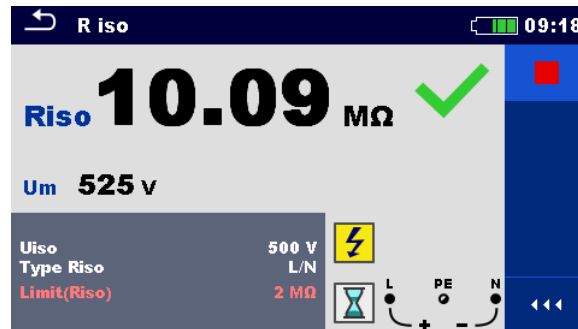 R iso 09:18
Riso 10.09 MΩ
Um 525 V
Uiso 500 V
Type Riso L/N
Limit(Riso) 2 MΩ
L PE N
+ -